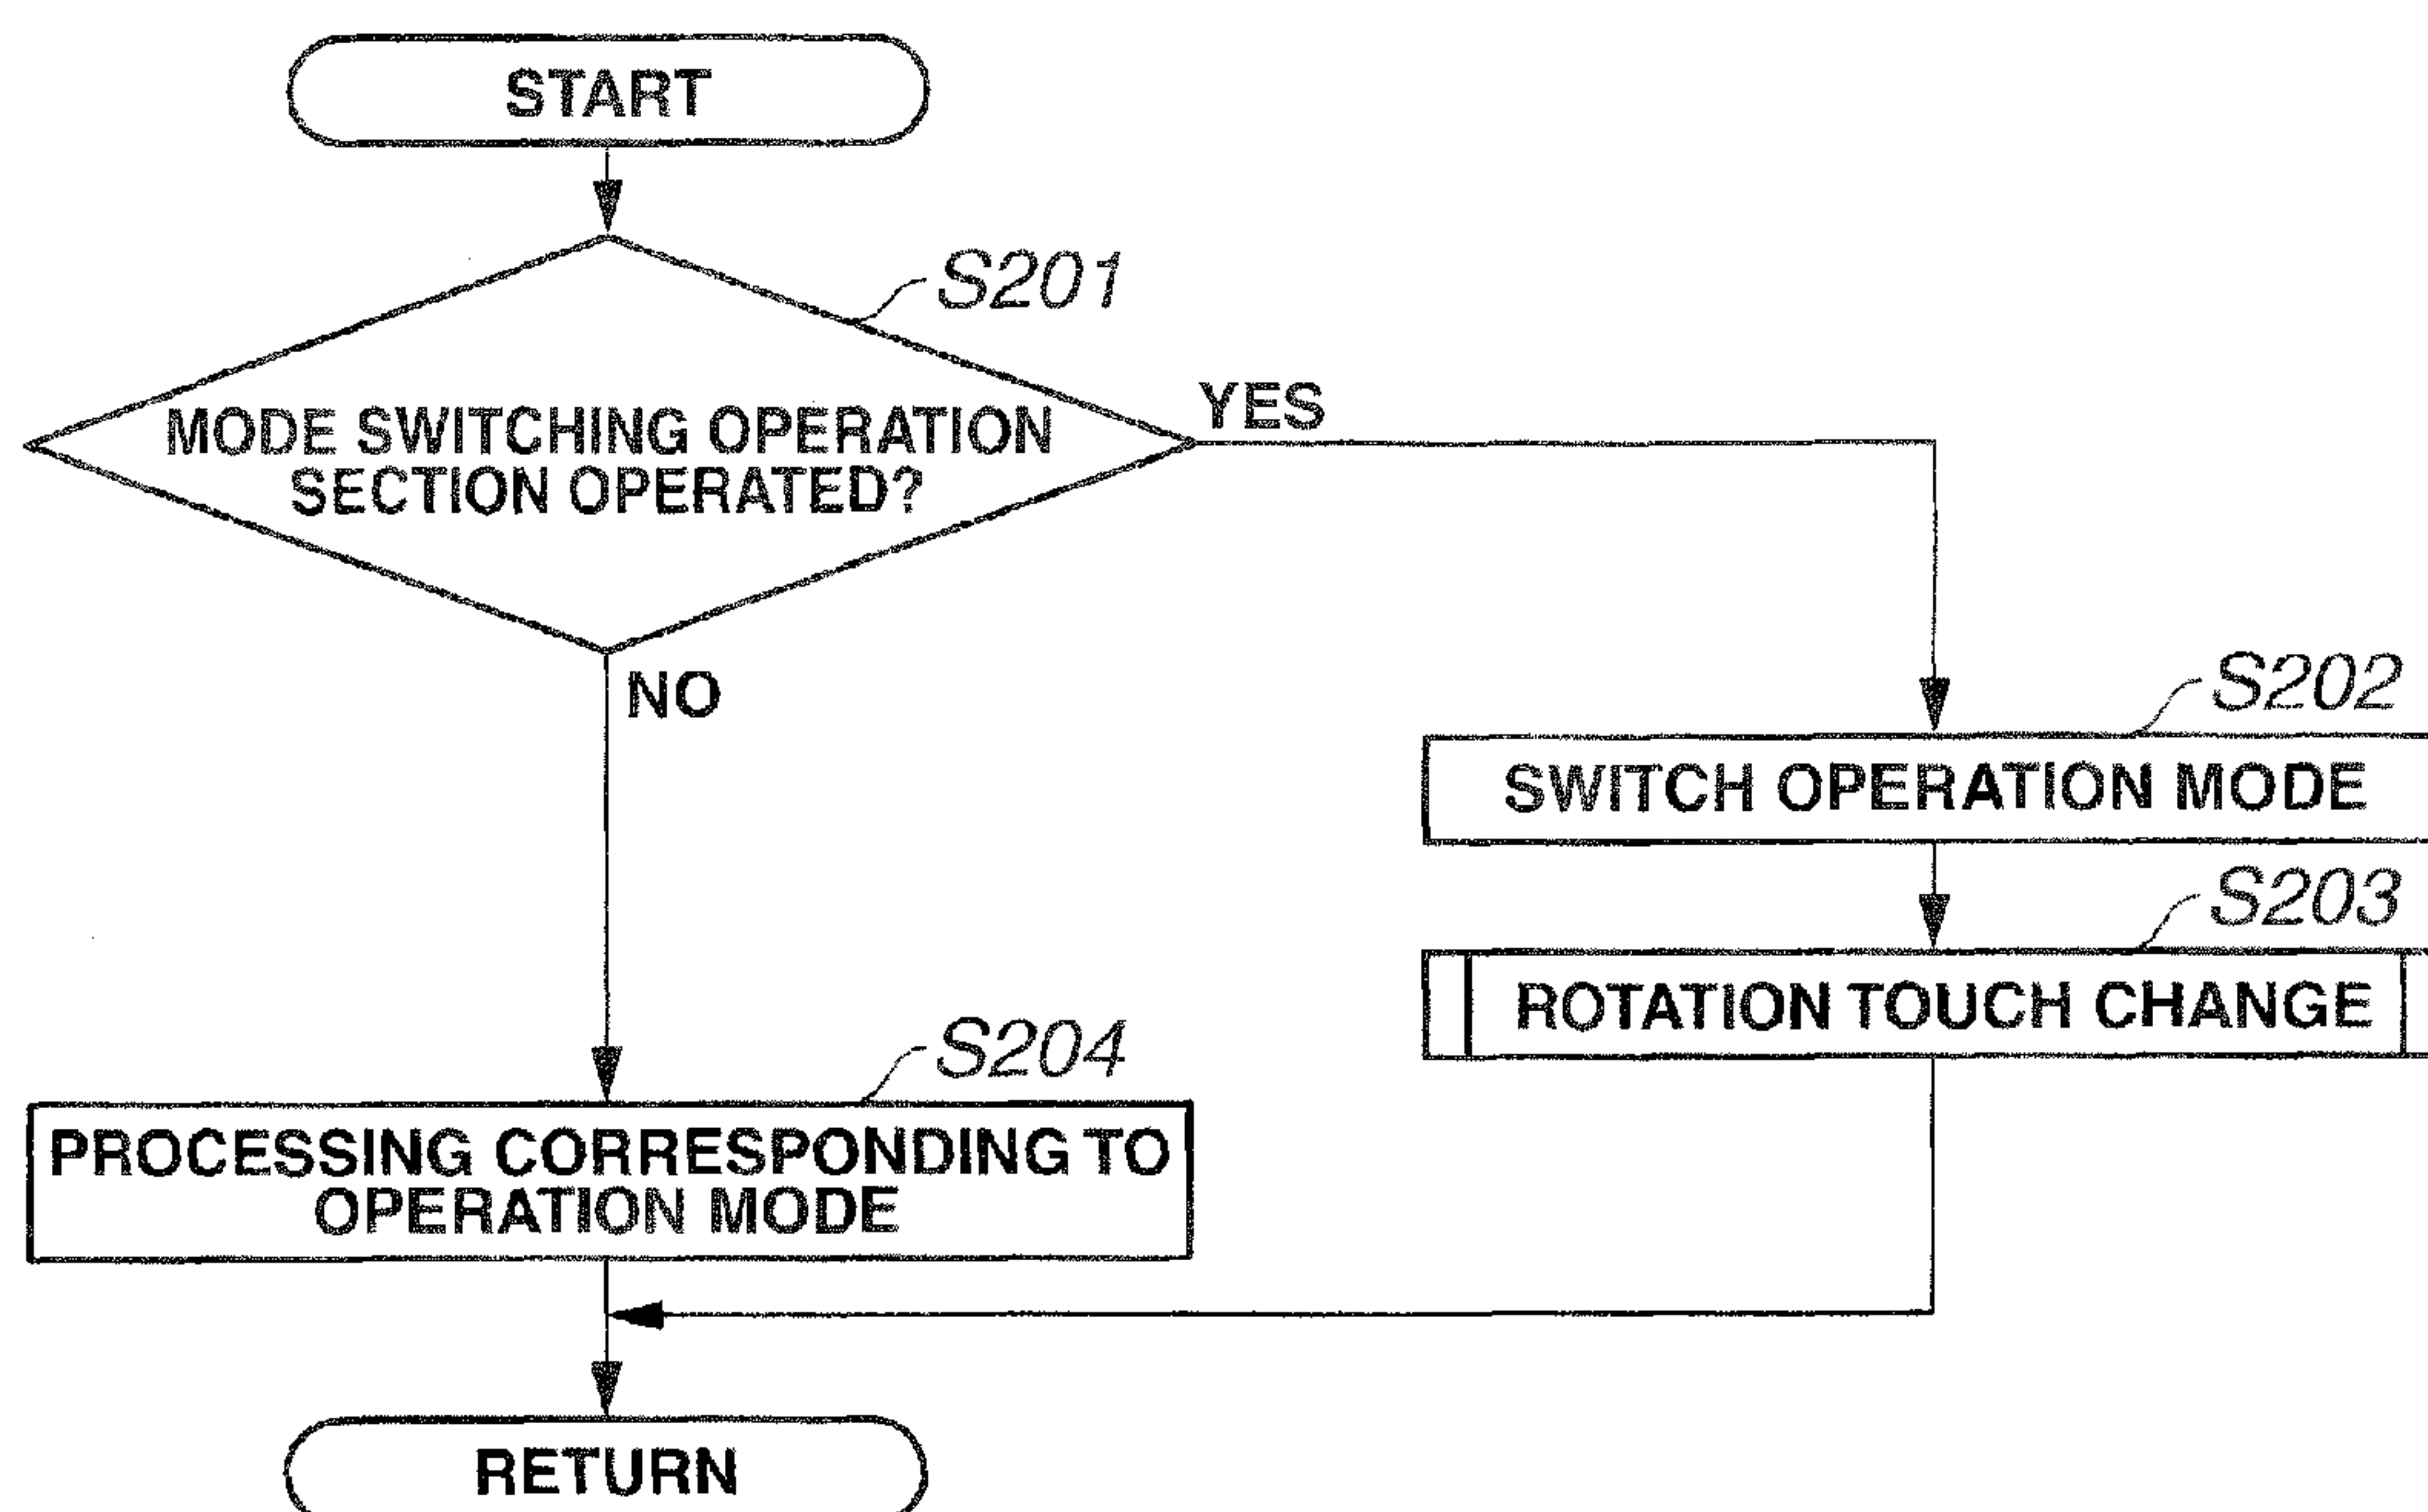 START
S201
MODE SWITCHING OPERATION
SECTION OPERATED?
YES
NO
S202
SWITCH OPERATION MODE
S203
ROTATION TOUCH CHANGE
S204
PROCESSING CORRESPONDING TO
OPERATION MODE
RETURN